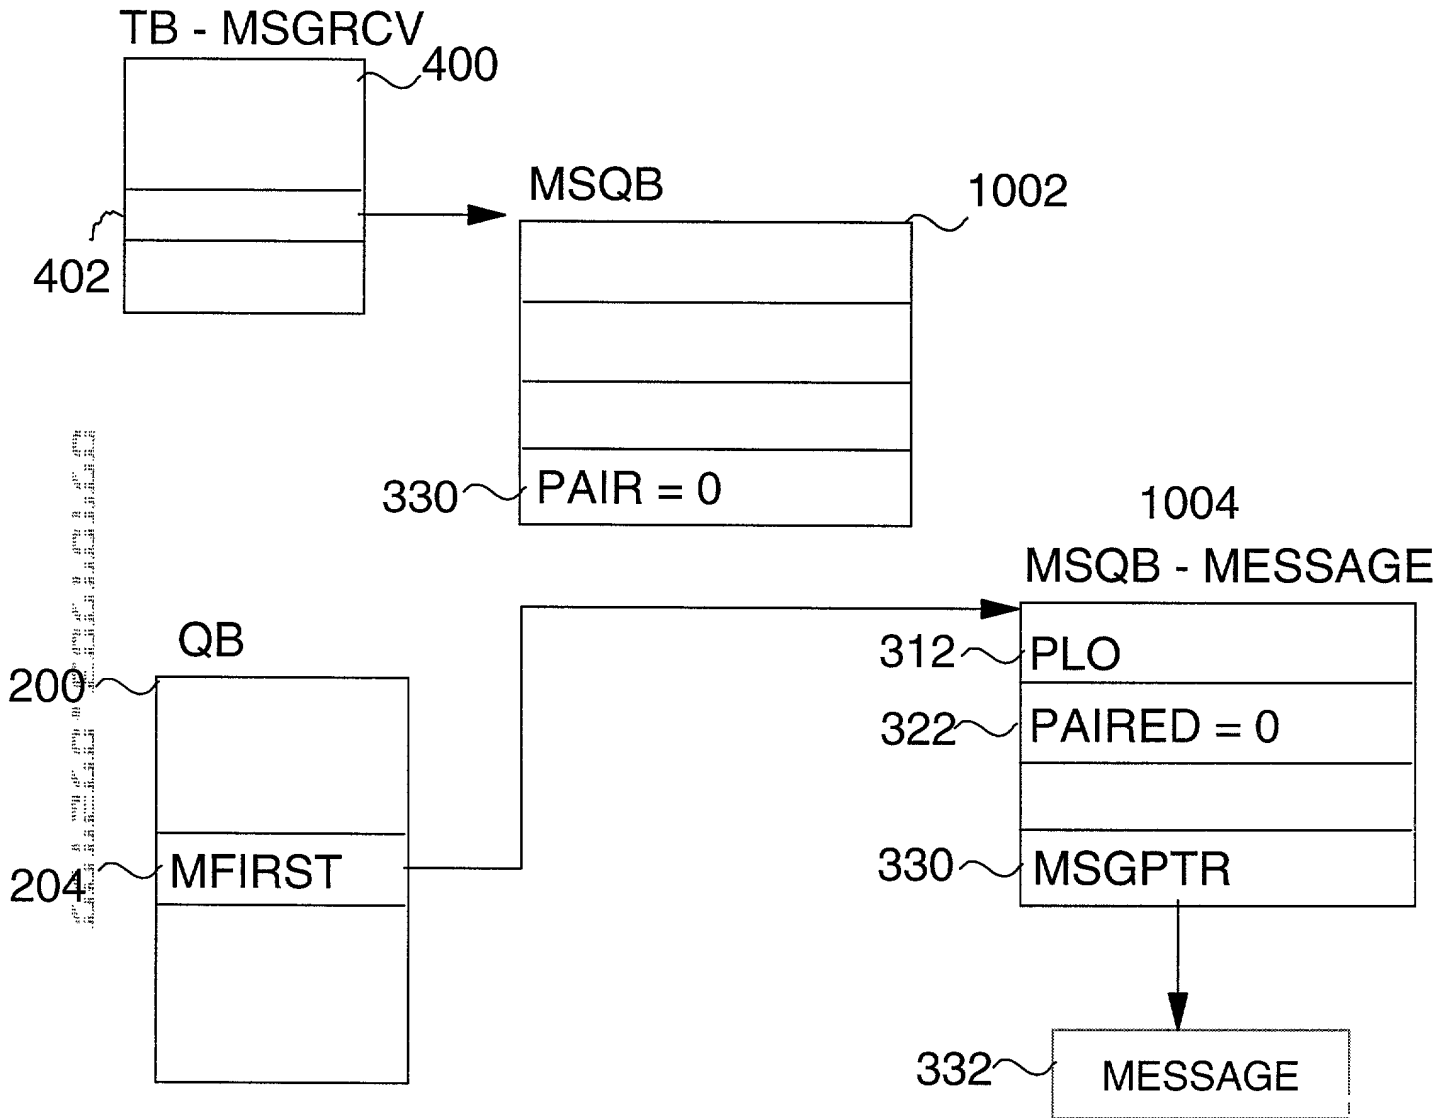 TB - MSGRCV
400
MSQB
1002
402
330
PAIR = 0
1004
MSQB - MESSAGE
QB
312
PLO
200
322
PAIRED = 0
204
MFIRST
330
MSGPTR
332
MESSAGE